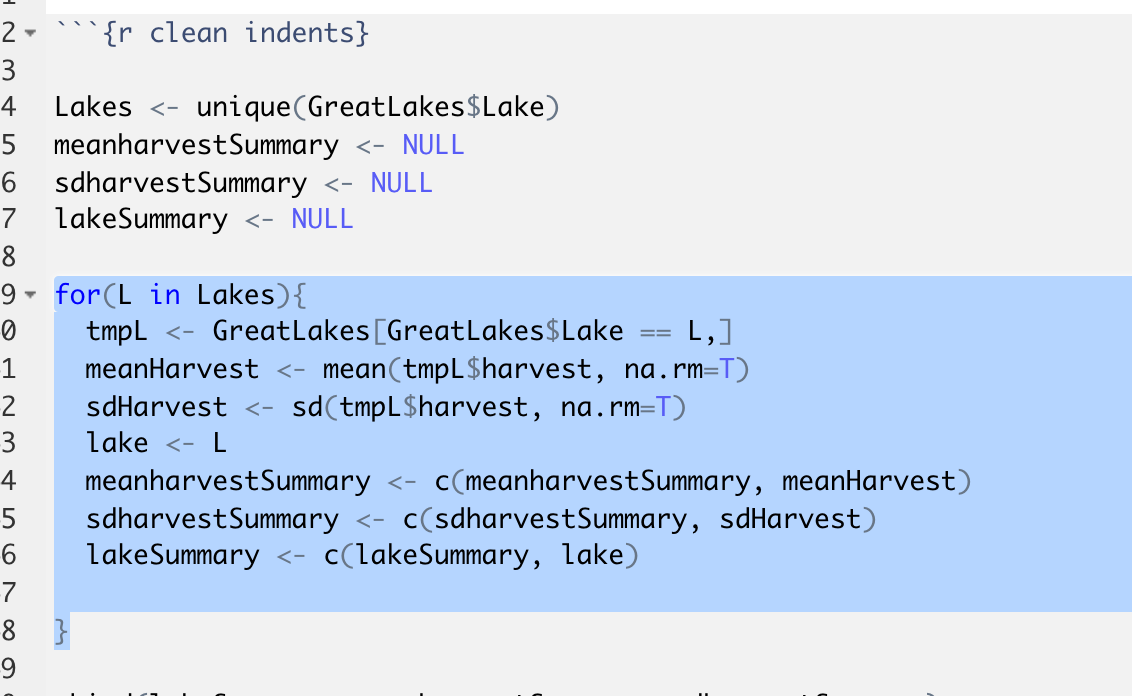 2 ```{r clean indents}
3
4 Lakes <- unique(GreatLakes$Lake)
5 meanharvestSummary <- NULL
6 sdharvestSummary <- NULL
7 lakeSummary <- NULL
8
9 for(L in Lakes){
0   tmpL <- GreatLakes[GreatLakes$Lake == L,]
1   meanHarvest <- mean(tmpL$harvest, na.rm=T)
2   sdHarvest <- sd(tmpL$harvest, na.rm=T)
3   lake <- L
4   meanharvestSummary <- c(meanharvestSummary, meanHarvest)
5   sdharvestSummary <- c(sdharvestSummary, sdHarvest)
6   lakeSummary <- c(lakeSummary, lake)
7
8 }
9